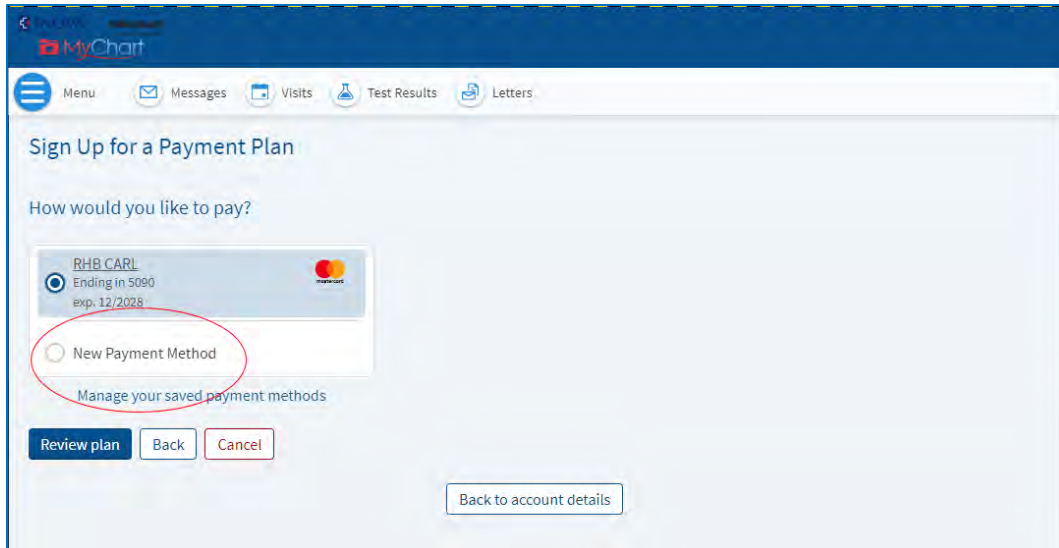 MyChart
Menu Messages Visits Test Results Letters
Sign Up for a Payment Plan
How would you like to pay?
RHB CARL
mastercard
Ending in 5090
exp. 12/2028
New Payment Method
Manage your saved payment methods
Review plan Back Cancel
Back to account details